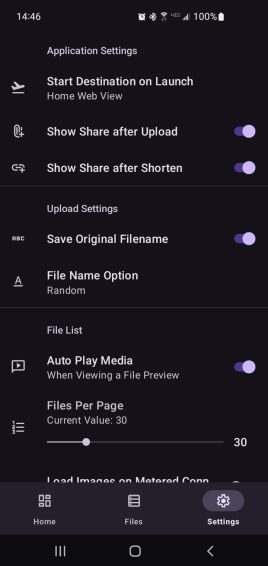 14:46
100%
Application Settings
Start Destination on Launch
Home Web View
Show Share after Upload
Show Share after Shorten
Upload Settings
ABC
Save Original Filename
A
File Name Option
Random
File List
Auto Play Media
When Viewing a File Preview
Files Per Page
Current Value: 30
30
Load Images on Metered Conn
Home
Files
Settings